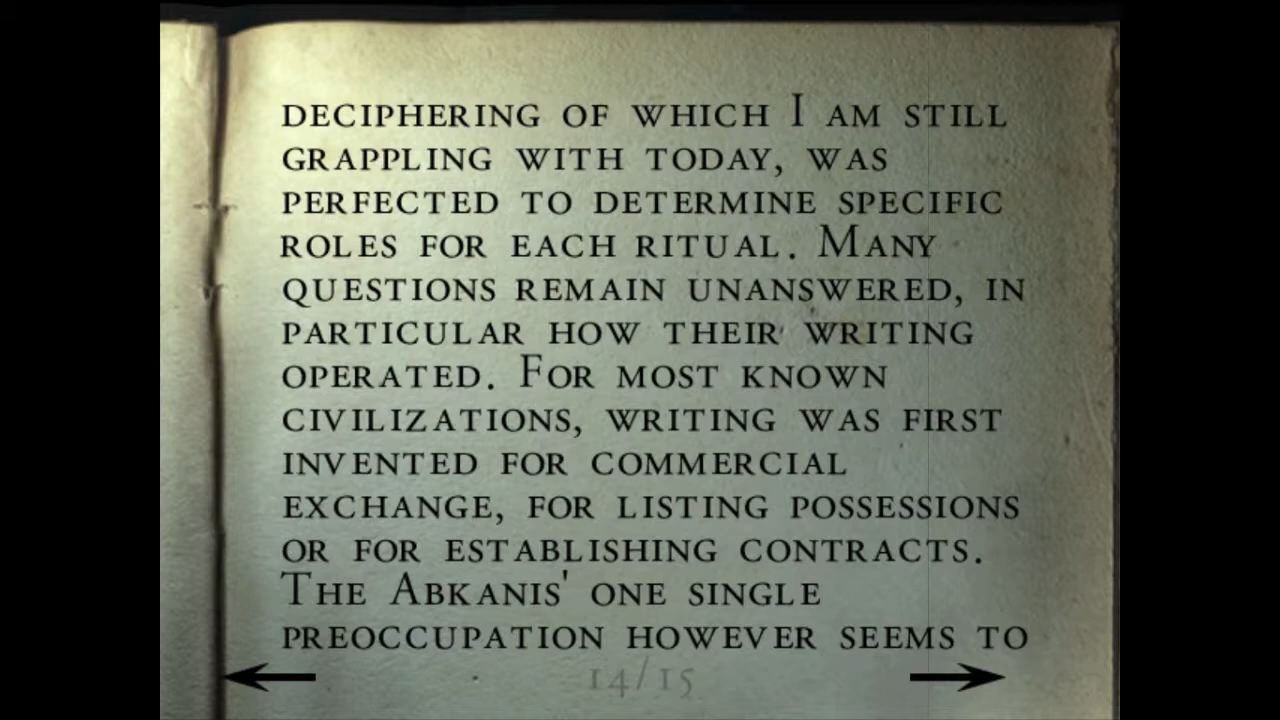 DECIPHERING OF WHICH I AM STILL
GRAPPLING WITH TODAY, WAS
PERFECTED TO DETERMINE SPECIFIC
ROLES FOR EACH RITUAL. MANY
QUESTIONS REMAIN UNANSWERED, IN
PARTICULAR HOW THEIR WRITING
OPERATED. FOR MOST KNOWN
CIVILIZATIONS, WRITING WAS FIRST
INVENTED FOR COMMERCIAL
EXCHANGE, FOR LISTING POSSESSIONS
OR FOR ESTABLISHING CONTRACTS.
THE ABKANIS' ONE SINGLE
PREOCCUPATION HOWEVER SEEMS TO
14/15